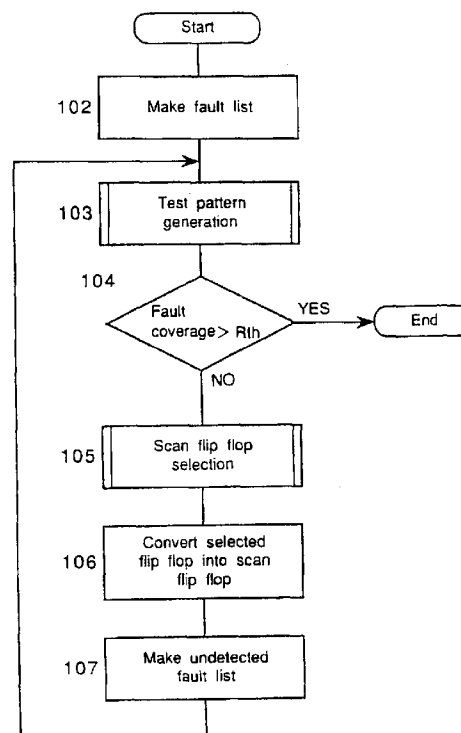 Start
102
Make fault list
103
Test pattern
generation
104
Fault
coverage> Rth
YES
End
NO
105
Scan flip flop
selection
106
Convert selected
flip flop into scan
flip flop
107
Make undetected
fault list